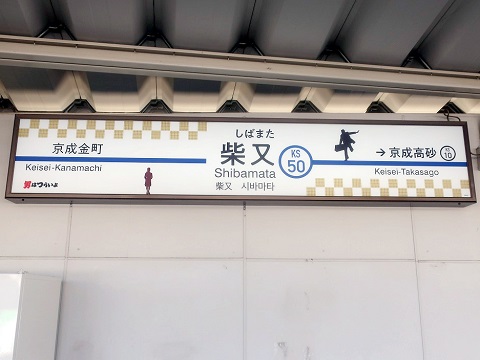 京成金町
Keisei-Kanamachi
男はつらいよ
しばまた
柴又
Shibamata
柴又 시바마타
KS
50
→ 京成高砂
Keisei-Takasago
KS
10